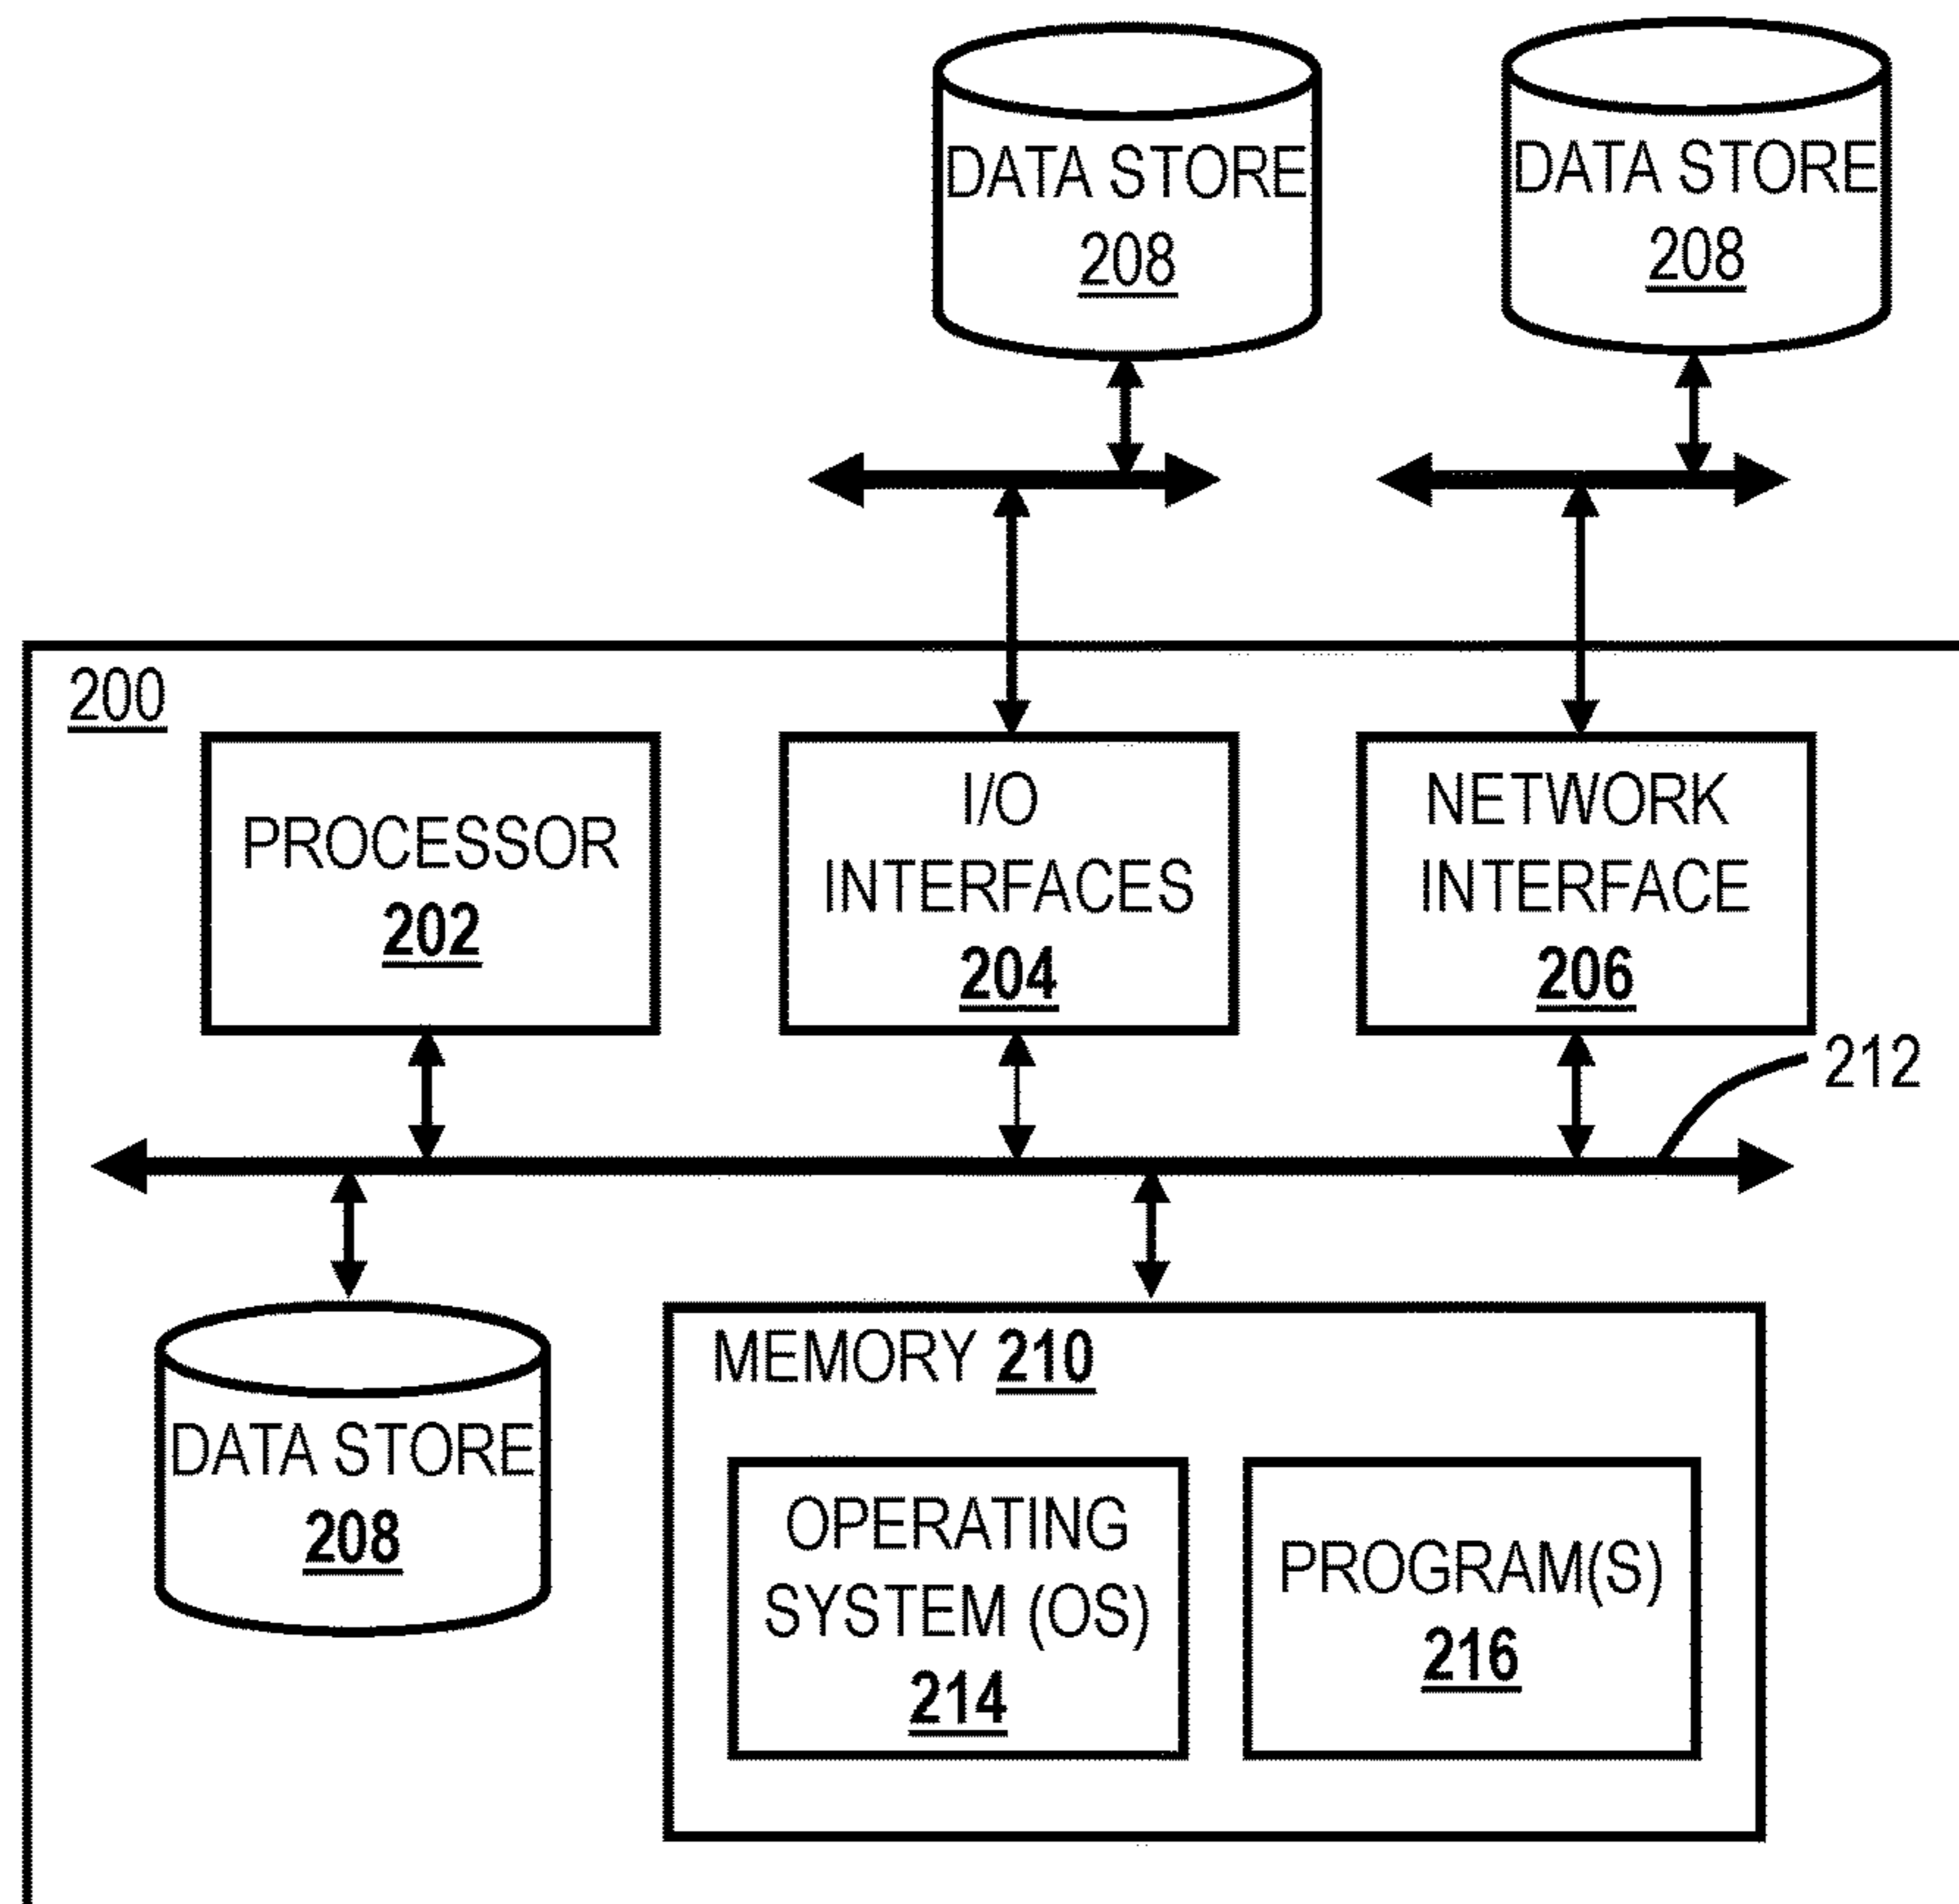 DATA STORE
208
DATA STORE
208
200
PROCESSOR
202
I/O
INTERFACES
204
NETWORK
INTERFACE
206
212
DATA STORE
208
MEMORY 210
OPERATING
SYSTEM (OS)
214
PROGRAM(S)
216